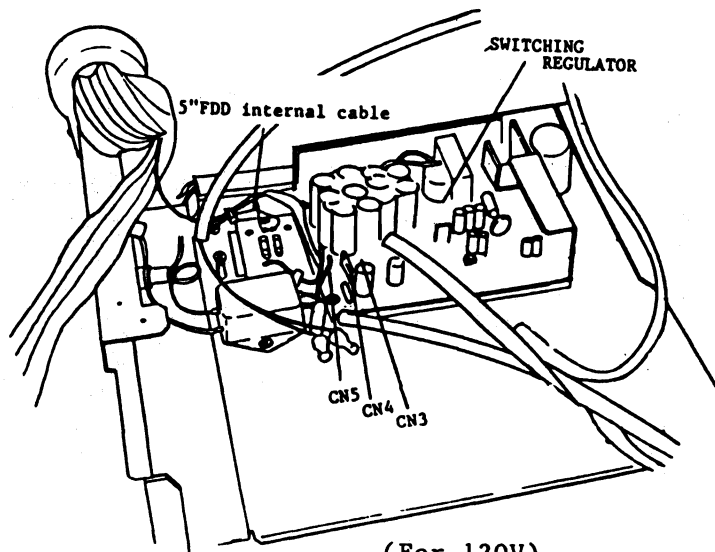 SWITCHING
REGULATOR
5"FDD internal cable
CN5
CN4
CN3
(For 120V)